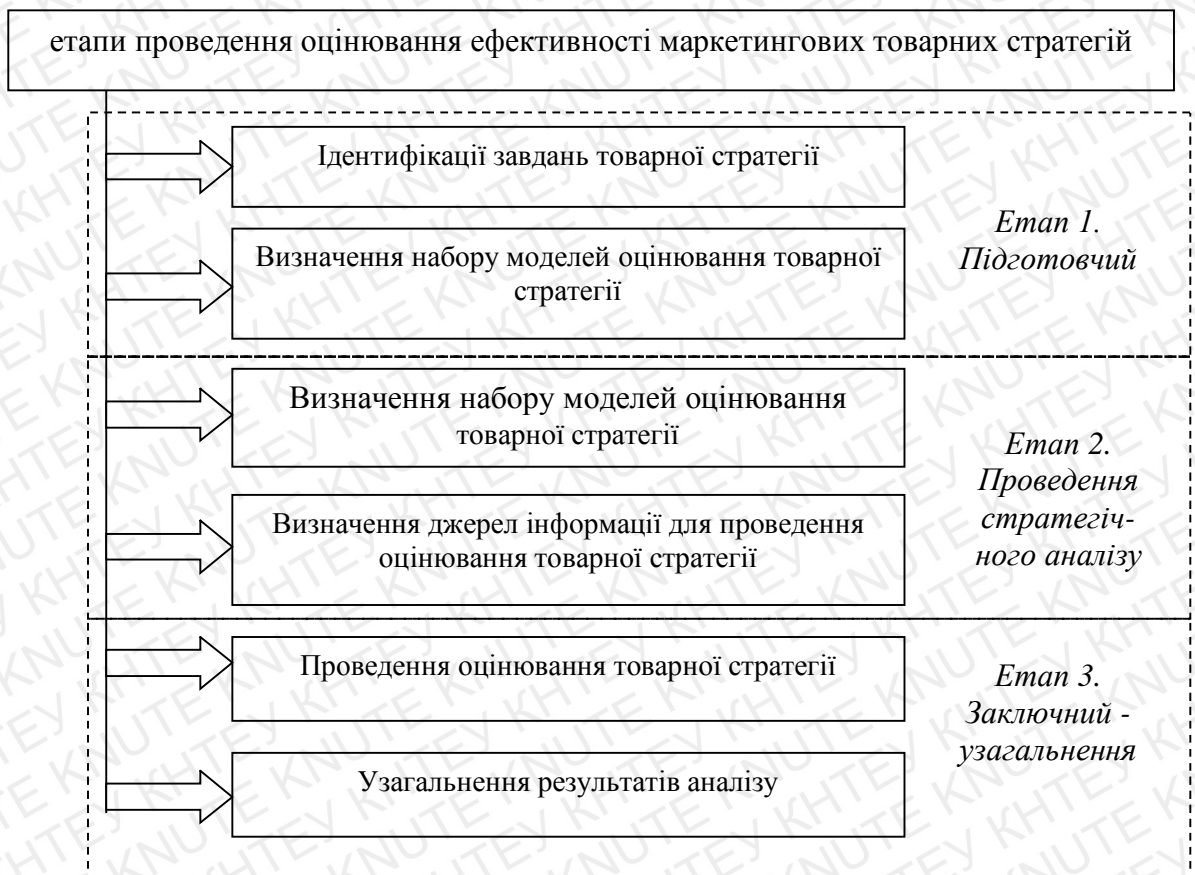 етапи проведення оцінювання ефективності маркетингових товарних стратегій
Ідентифікації завдань товарної стратегії
Визначення набору моделей оцінювання товарної
стратегії
Етап 1.
Підготовчий
Визначення набору моделей оцінювання
товарної стратегії
Визначення джерел інформації для проведення
оцінювання товарної стратегії
Етап 2.
Проведення
стратегіч-
ного аналізу
Проведення оцінювання товарної стратегії
Узагальнення результатів аналізу
Етап 3.
Заключний -
узагальнення
КНТЕУ KNUTE